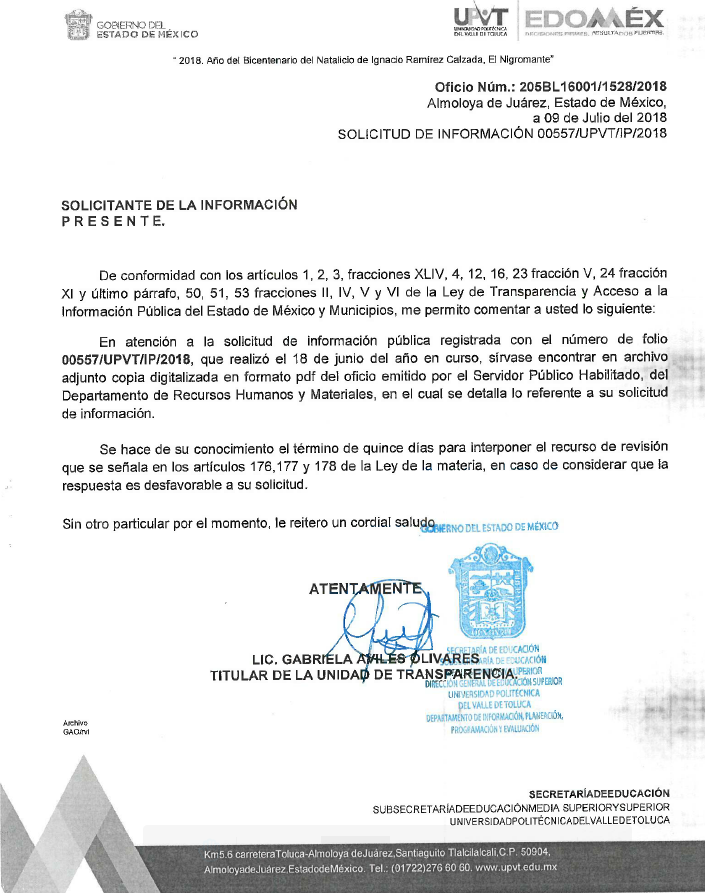 GOBIERNO DEL
ESTADO DE MÉXICO
UPVT
UNIVERSIDAD POLITÉCNICA
DEL VALLE DE TOLUCA
EDOMÉX
DECISIONES FIRMES, RESULTADOS FUERTES.
" 2018. Año del Bicentenario del Natalicio de Ignacio Ramírez Calzada, El Nigromante"
Oficio Núm.: 205BL16001/1528/2018
Almoloya de Juárez, Estado de México,
a 09 de Julio del 2018
SOLICITUD DE INFORMACIÓN 00557/UPVT/IP/2018
SOLICITANTE DE LA INFORMACIÓN
P R E S E N T E.
De conformidad con los artículos 1, 2, 3, fracciones XLIV, 4, 12, 16, 23 fracción V, 24 fracción
XI y último párrafo, 50, 51, 53 fracciones II, IV, V y VI de la Ley de Transparencia y Acceso a la
Información Pública del Estado de México y Municipios, me permito comentar a usted lo siguiente:
En atención a la solicitud de información pública registrada con el número de folio
00557/UPVT/IP/2018, que realizó el 18 de junio del año en curso, sírvase encontrar en archivo
adjunto copia digitalizada en formato pdf del oficio emitido por el Servidor Público Habilitado, del
Departamento de Recursos Humanos y Materiales, en el cual se detalla lo referente a su solicitud
de información.
Se hace de su conocimiento el término de quince días para interponer el recurso de revisión
que se señala en los artículos 176,177 y 178 de la Ley de la materia, en caso de considerar que la
respuesta es desfavorable a su solicitud.
Sin otro particular por el momento, le reitero un cordial saludo
GOBIERNO DEL ESTADO DE MÉXICO
ATENTAMENTE
SECRETARÍA DE EDUCACIÓN
LIC. GABRIELA AVILÉS OLIVARES
TITULAR DE LA UNIDAD DE TRANSPARENCIA.
DIRECCIÓN GENERAL DE EDUCACIÓN SUPERIOR
UNIVERSIDAD POLITÉCNICA
DEL VALLE DE TOLUCA
DEPARTAMENTO DE INFORMACIÓN, PLANEACIÓN,
PROGRAMACIÓN Y EVALUACIÓN
Archivo
GAO/rvl
SECRETARÍADEEDUCACIÓN
SUBSECRETARÍADEEDUCACIÓNMEDIA SUPERIORYSUPERIOR
UNIVERSIDADPOLITÉCNICADELVALLEDETOLUCA
Km5.6 carreteraToluca-Almoloya deJuárez,Santiaguito Tlalcilalcali,C.P. 50904,
AlmoloyadeJuárez.EstadodeMéxico. Tel.: (01722)276 60 60. www.upvt.edu.mx